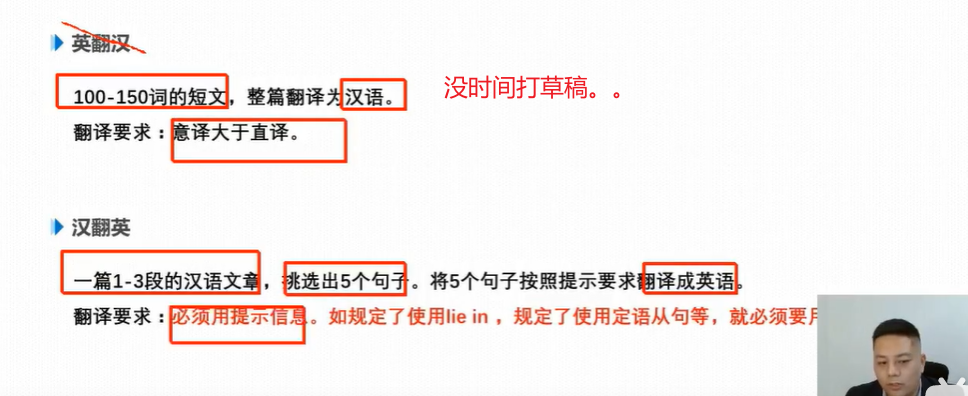 英翻汉
100-150词的短文，整篇翻译为汉语。
没时间打草稿。。
翻译要求：意译大于直译。
汉翻英
一篇1-3段的汉语文章，挑选出5个句子。将5个句子按照提示要求翻译成英语。
翻译要求：必须用提示信息。如规定了使用lie in ，规定了使用定语从句等，就必须要